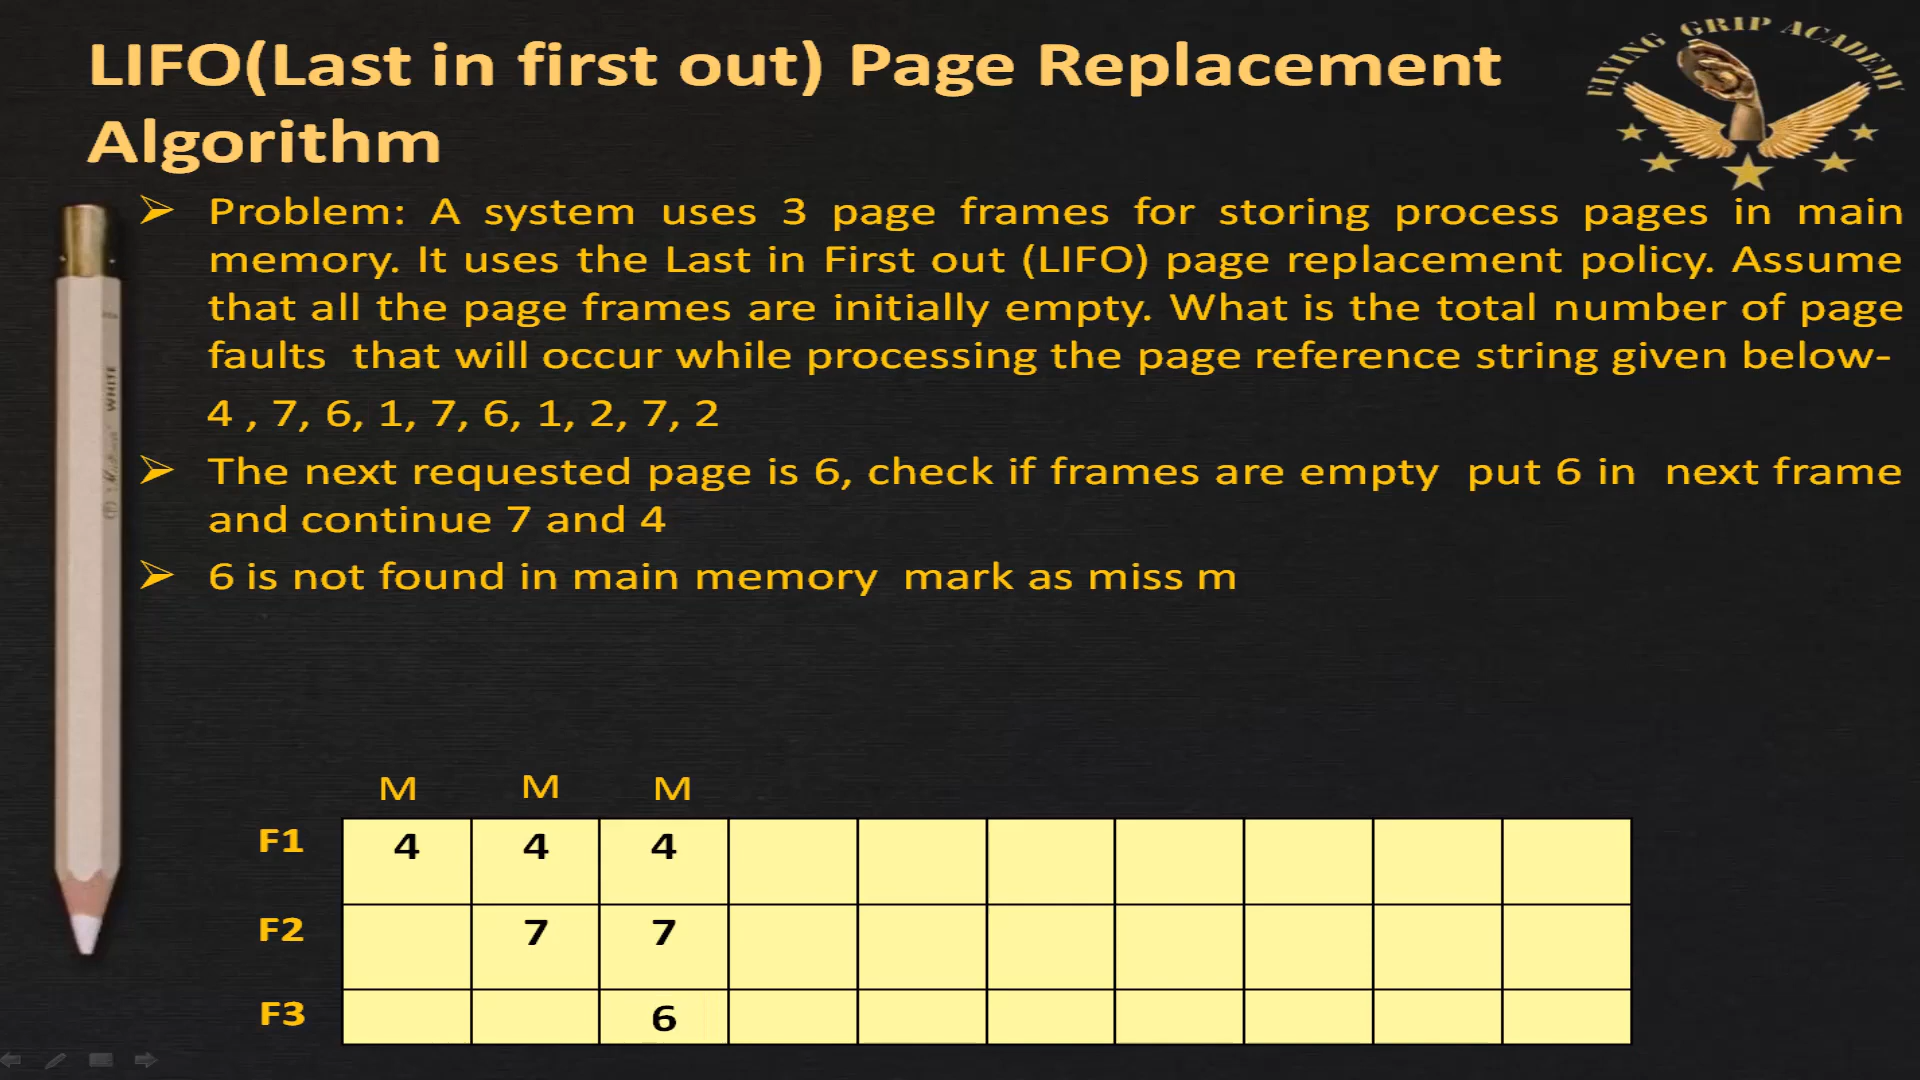 LIFO(Last in first out) Page Replacement
Algorithm
FLYING GRIP ACADEMY
➢ Problem: A system uses 3 page frames for storing process pages in main
memory. It uses the Last in First out (LIFO) page replacement policy. Assume
that all the page frames are initially empty. What is the total number of page
faults that will occur while processing the page reference string given below-
4 , 7, 6, 1, 7, 6, 1, 2, 7, 2
➢ The next requested page is 6, check if frames are empty put 6 in next frame
and continue 7 and 4
➢ 6 is not found in main memory mark as miss m
WHITE
M M M
F1 4 4 4
F2 7 7
F3 6